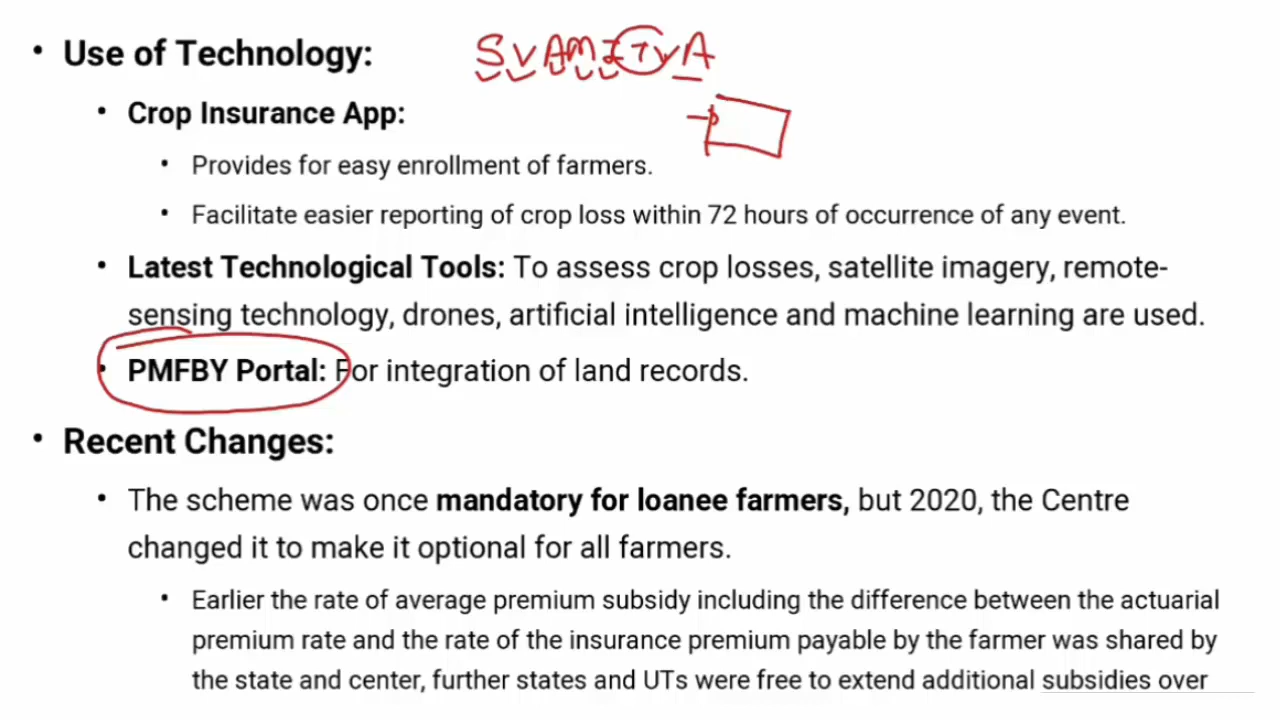 • Use of Technology: SVAMITVA
• Crop Insurance App:
• Provides for easy enrollment of farmers.
• Facilitate easier reporting of crop loss within 72 hours of occurrence of any event.
• Latest Technological Tools: To assess crop losses, satellite imagery, remote-
sensing technology, drones, artificial intelligence and machine learning are used.
• PMFBY Portal: For integration of land records.
• Recent Changes:
• The scheme was once mandatory for loanee farmers, but 2020, the Centre
changed it to make it optional for all farmers.
• Earlier the rate of average premium subsidy including the difference between the actuarial
premium rate and the rate of the insurance premium payable by the farmer was shared by
the state and center, further states and UTs were free to extend additional subsidies over